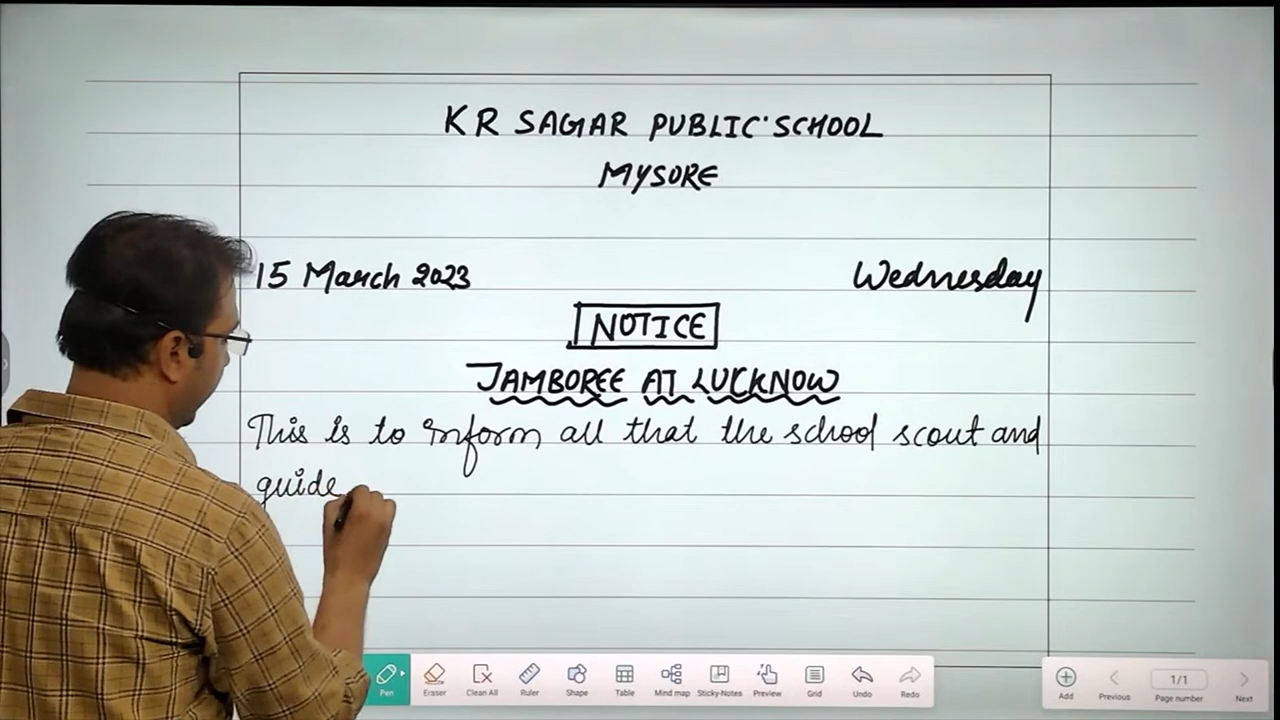 K R SAGAR PUBLIC SCHOOL
MYSORE
15 March 2023 Wednesday
NOTICE
JAMBOREE AT LUCKNOW
This is to inform all that the school scout and
guide
Pen Eraser Clean All Ruler Shape Table Mind map Sticky-Notes Preview Grid Undo Redo
Add Previous 1/1 Page number Next